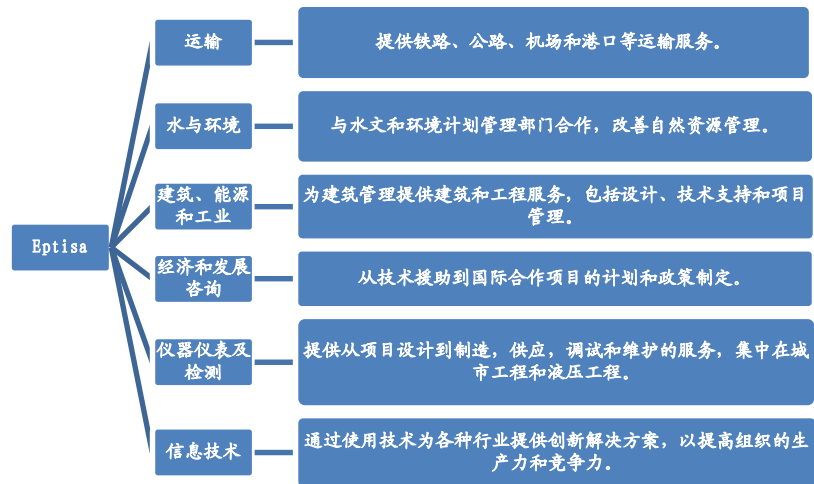 Eptisa
运输
提供铁路、公路、机场和港口等运输服务。
水与环境
与水文和环境计划管理部门合作，改善自然资源管理。
建筑、能源
和工业
为建筑管理提供建筑和工程服务，包括设计、技术支持和项目
管理。
经济和发展
咨询
从技术援助到国际合作项目的计划和政策制定。
仪器仪表及
检测
提供从项目设计到制造，供应，调试和维护的服务，集中在城
市工程和液压工程。
信息技术
通过使用技术为各种行业提供创新解决方案，以提高组织的生
产力和竞争力。